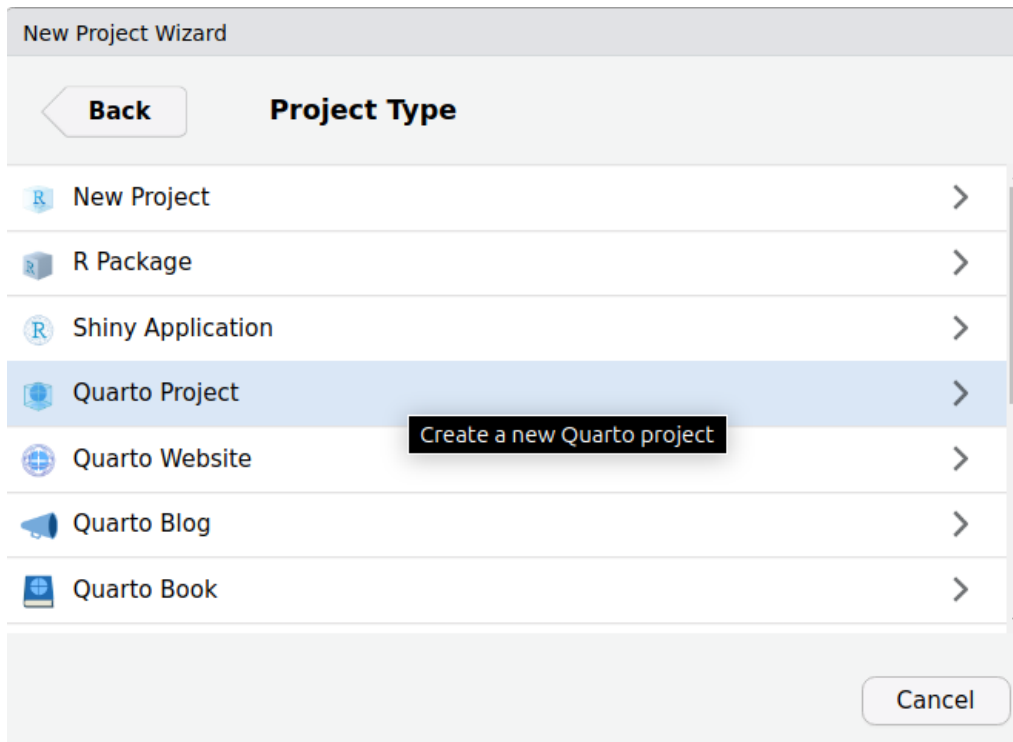 New Project Wizard
Back
Project Type
R New Project
R R Package
R Shiny Application
Quarto Project
Create a new Quarto project
Quarto Website
Quarto Blog
Quarto Book
Cancel